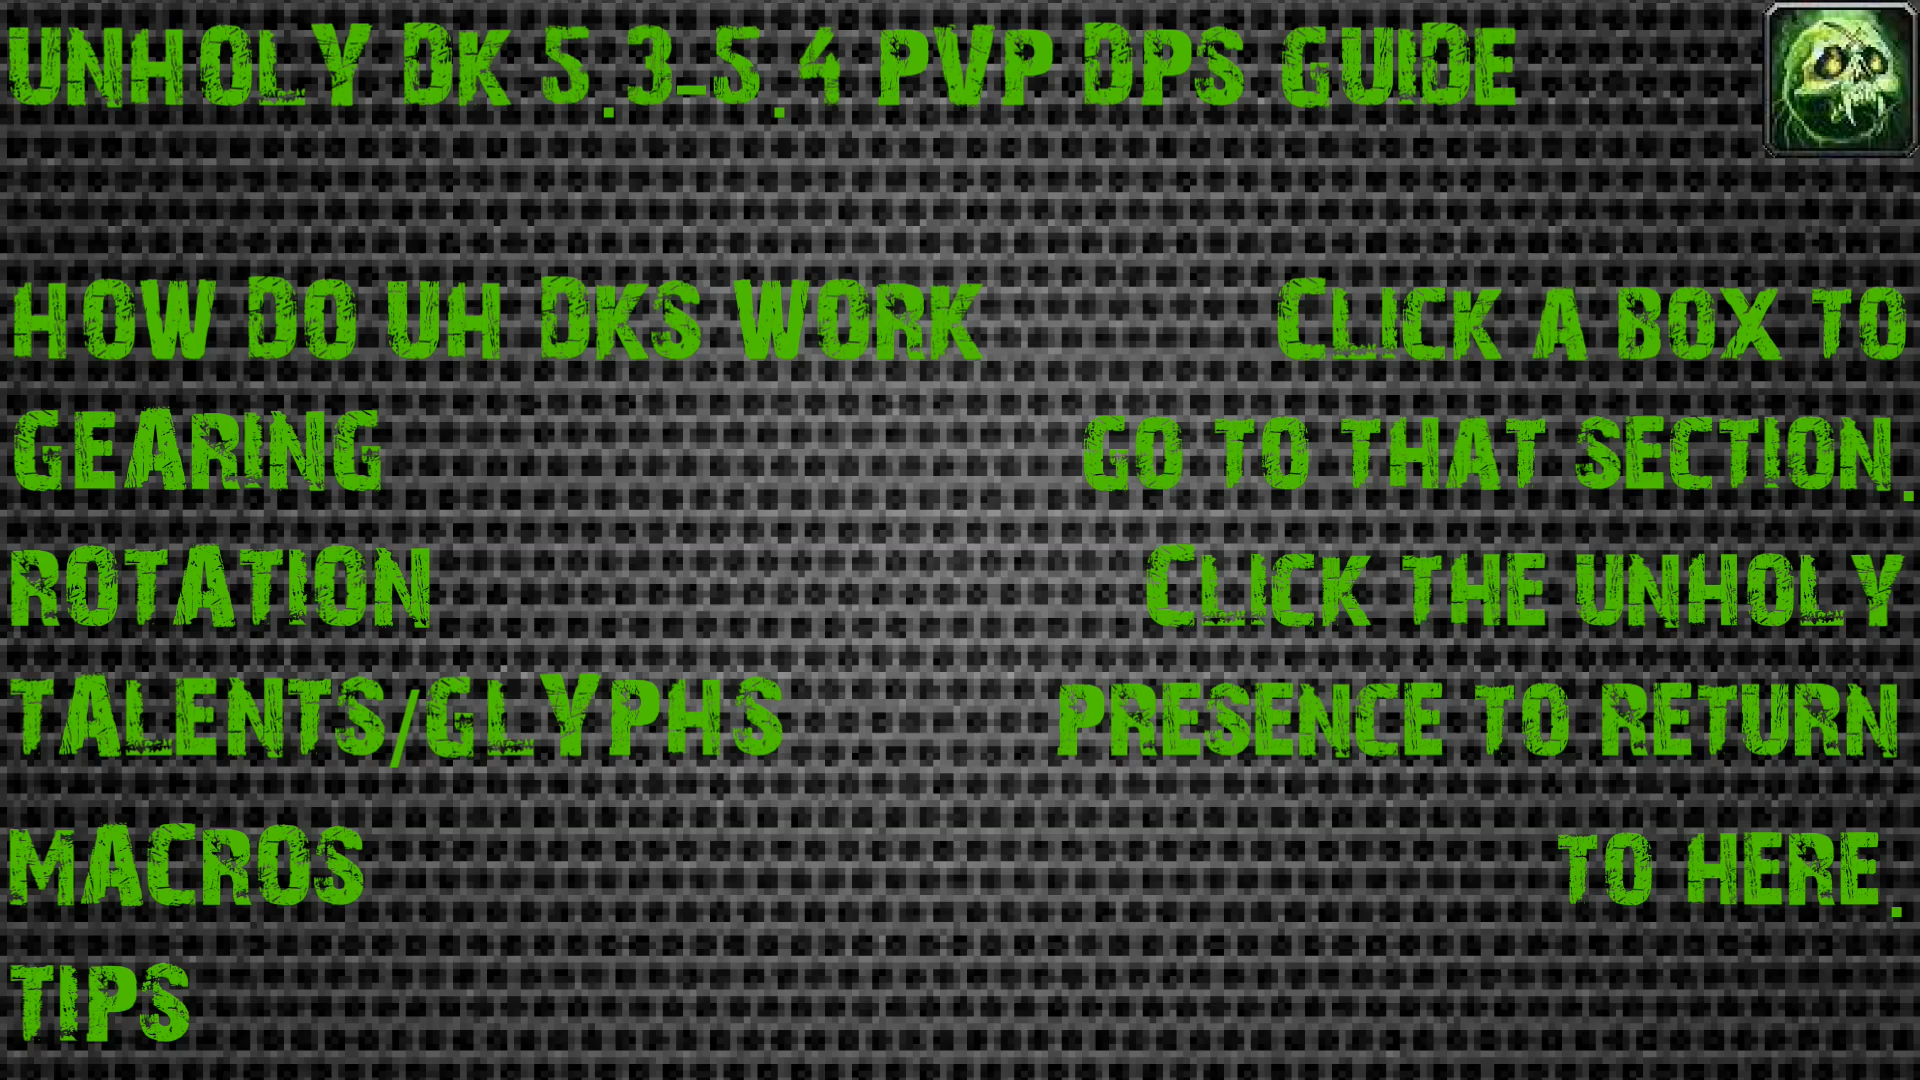 Unholy DK 5.3-5.4 PVP DPS Guide
How do UH DKs work
Gearing
Rotation
Talents/Glyphs
Macros
Tips
Click a box to
go to that section.
Click the unholy
presence to return
to here.